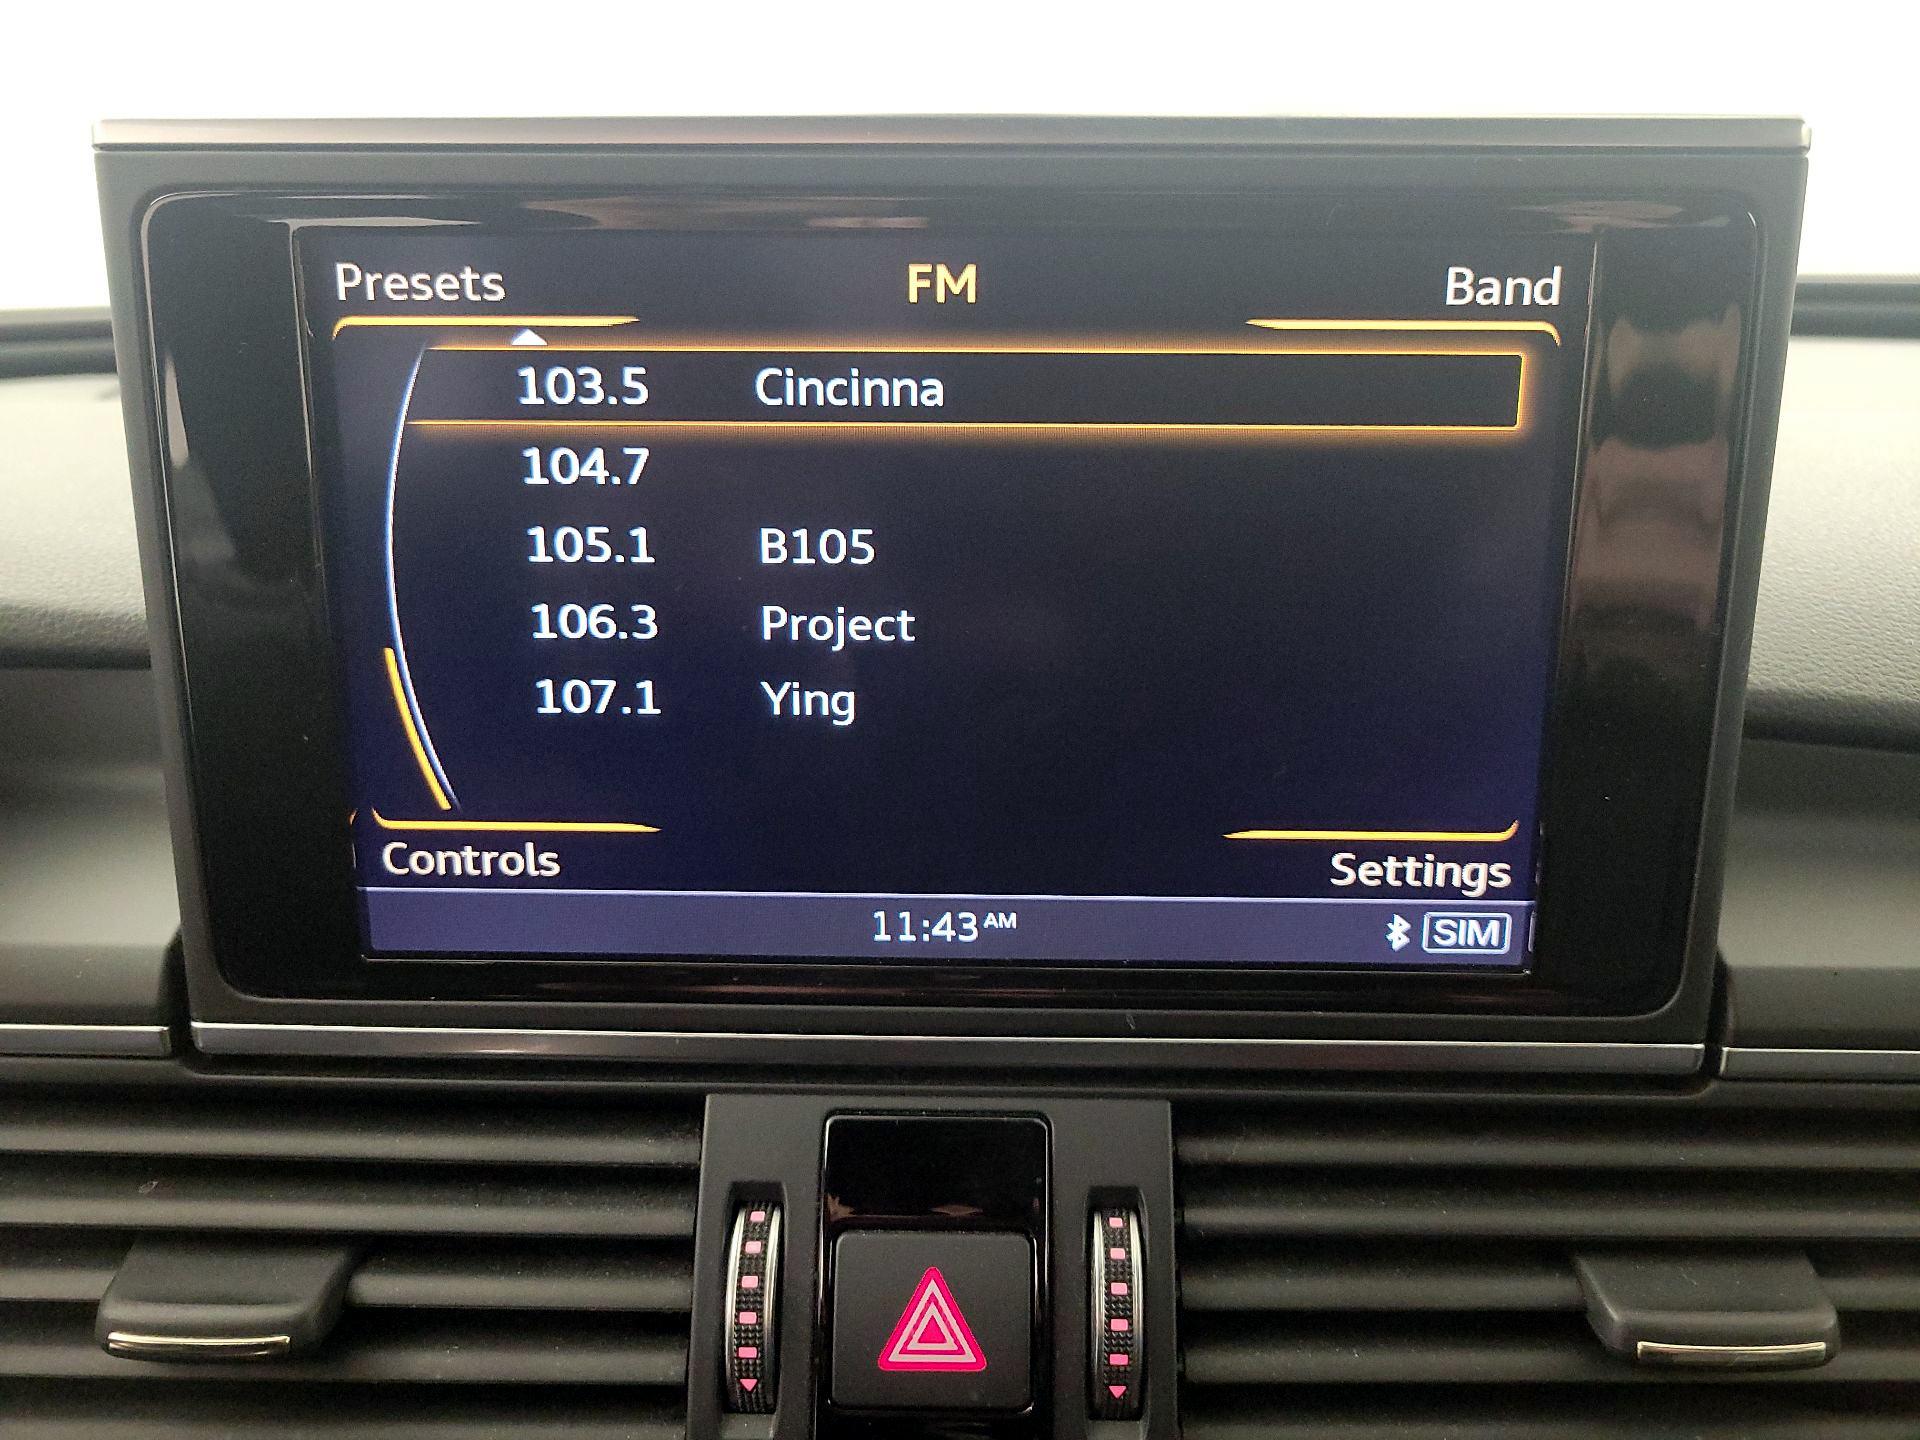 Presets FM Band
103.5 Cincinna
104.7
105.1 B105
106.3 Project
107.1 Ying
Controls Settings
11:43 AM SIM